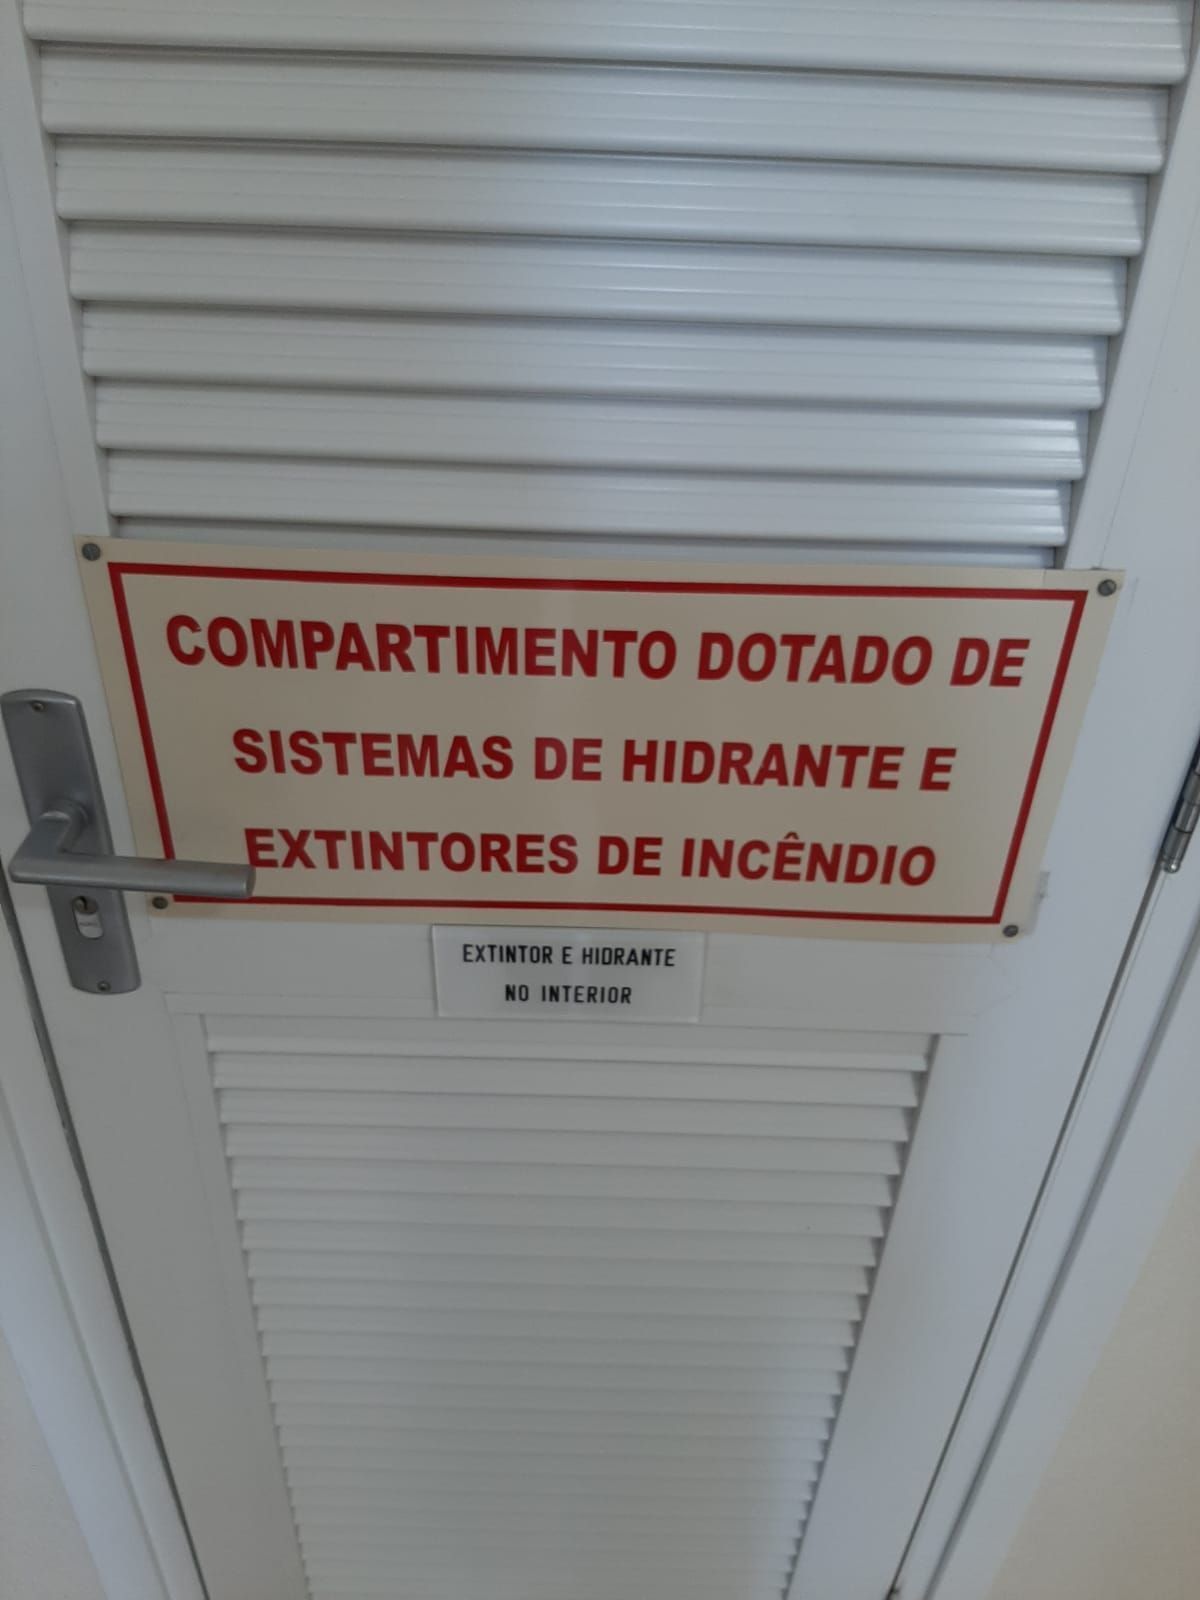 COMPARTIMENTO DOTADO DE
SISTEMAS DE HIDRANTE E
EXTINTORES DE INCÊNDIO
EXTINTOR E HIDRANTE
NO INTERIOR